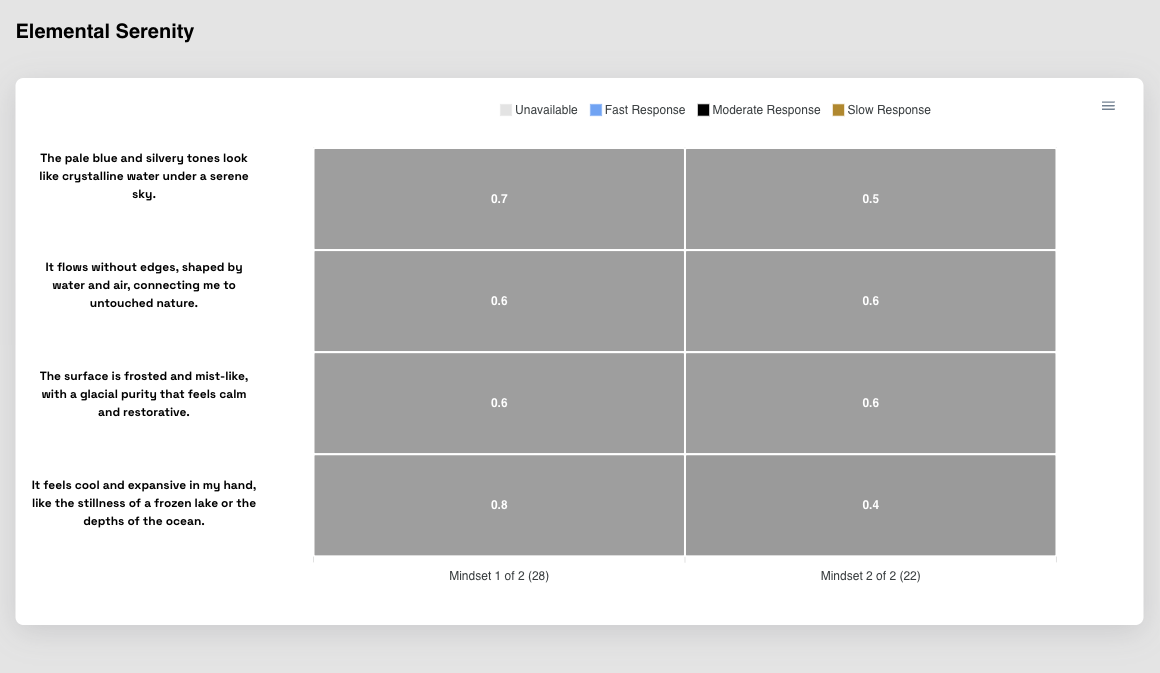 Elemental Serenity
Unavailable Fast Response Moderate Response Slow Response
The pale blue and silvery tones look
like crystalline water under a serene
sky.
0.7 0.5
It flows without edges, shaped by
water and air, connecting me to
untouched nature.
0.6 0.6
The surface is frosted and mist-like,
with a glacial purity that feels calm
and restorative.
0.6 0.6
It feels cool and expansive in my hand,
like the stillness of a frozen lake or the
depths of the ocean.
0.8 0.4
Mindset 1 of 2 (28) Mindset 2 of 2 (22)